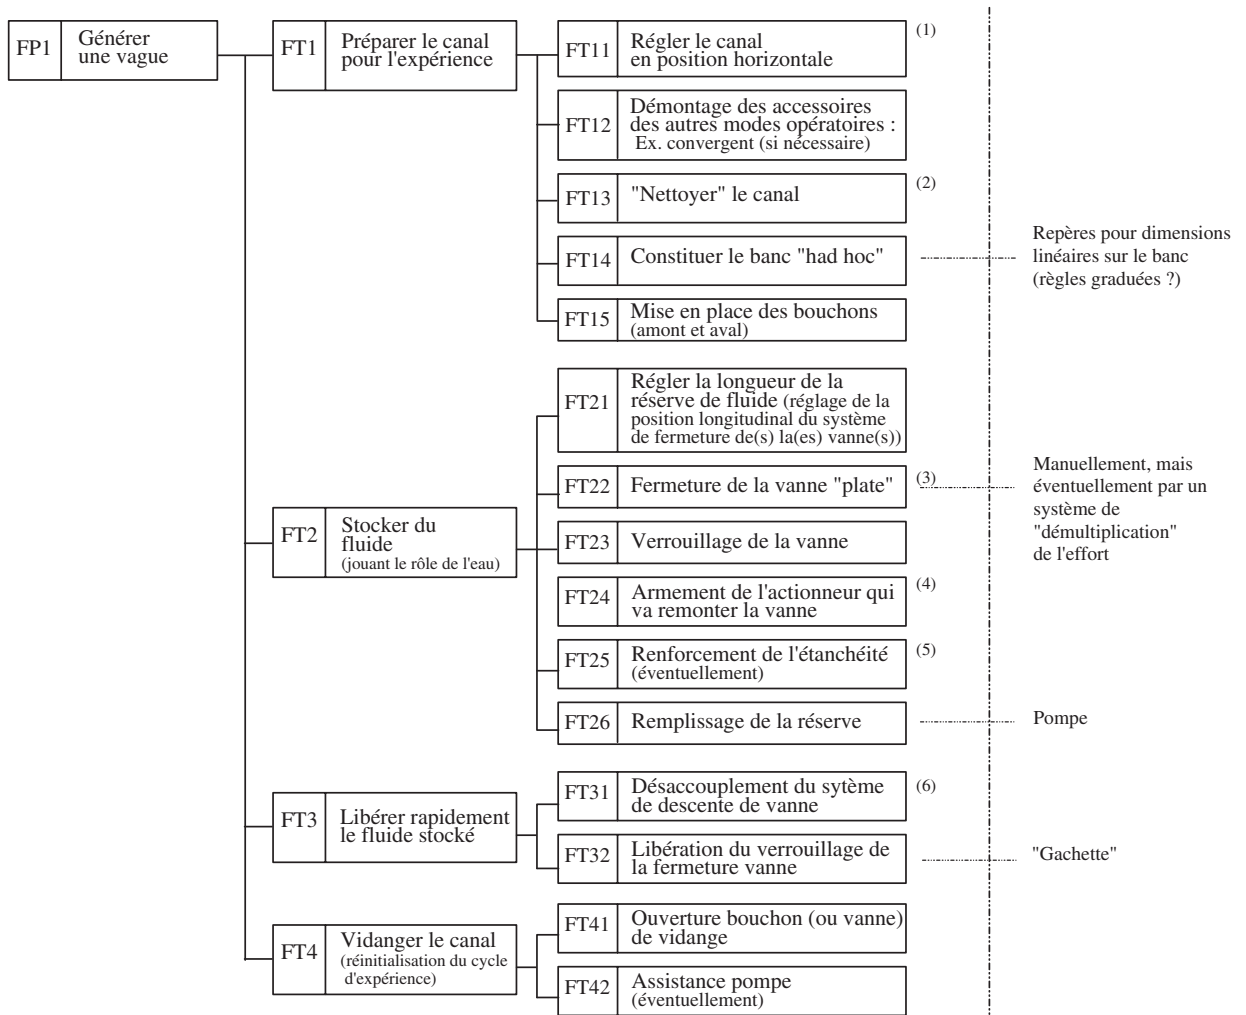 FP1
Générer
une vague
FT1
Préparer le canal
pour l'expérience
FT11
Régler le canal
en position horizontale
(1)
FT12
Démontage des accessoires
des autres modes opératoires :
Ex. convergent (si nécessaire)
FT13
"Nettoyer" le canal
(2)
FT14
Constituer le banc "had hoc"
Repères pour dimensions
linéaires sur le banc
(règles graduées ?)
FT15
Mise en place des bouchons
(amont et aval)
FT2
Stocker du
fluide
(jouant le rôle de l'eau)
FT21
Régler la longueur de la
réserve de fluide (réglage de la
position longitudinal du système
de fermeture de(s) la(es) vanne(s))
FT22
Fermeture de la vanne "plate"
(3)
Manuellement, mais
éventuellement par un
système de
"démultiplication"
de l'effort
FT23
Verrouillage de la vanne
FT24
Armement de l'actionneur qui
va remonter la vanne
(4)
FT25
Renforcement de l'étanchéité
(éventuellement)
(5)
FT26
Remplissage de la réserve
Pompe
FT3
Libérer rapidement
le fluide stocké
FT31
Désaccouplement du sytème
de descente de vanne
(6)
FT32
Libération du verrouillage de
la fermeture vanne
"Gachette"
FT4
Vidanger le canal
(réinitialisation du cycle
d'expérience)
FT41
Ouverture bouchon (ou vanne)
de vidange
FT42
Assistance pompe
(éventuellement)